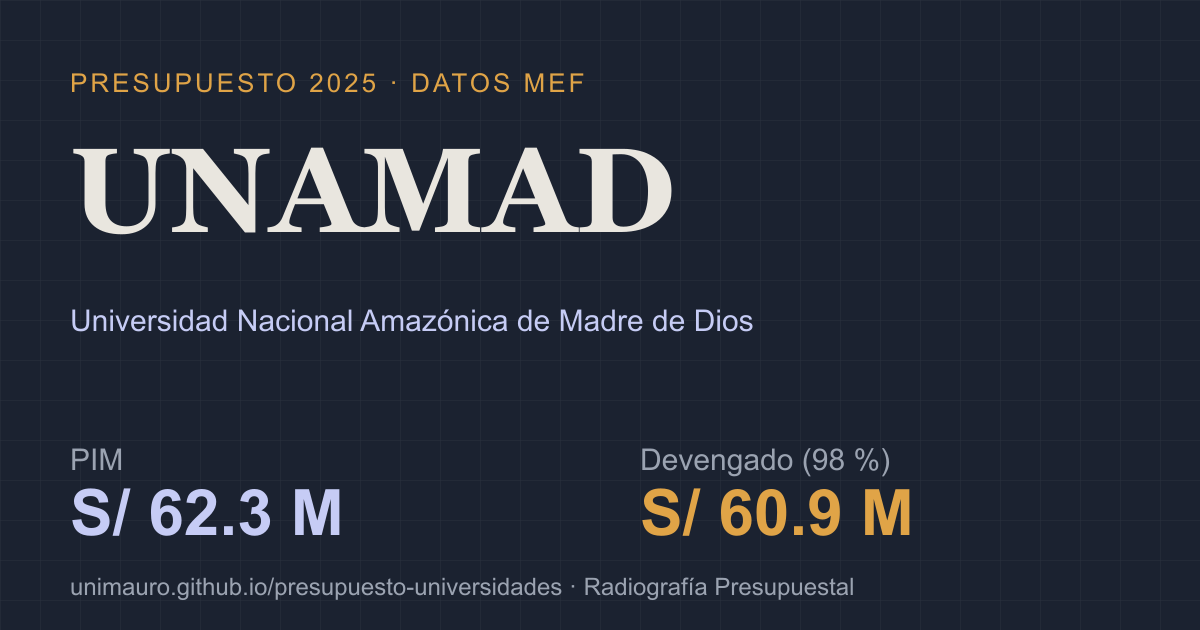 PRESUPUESTO 2025 · DATOS MEF
UNAMAD
Universidad Nacional Amazónica de Madre de Dios
PIM
Devengado (98 %)
S/ 62.3 M
S/ 60.9 M
unimauro.github.io/presupuesto-universidades · Radiografía Presupuestal